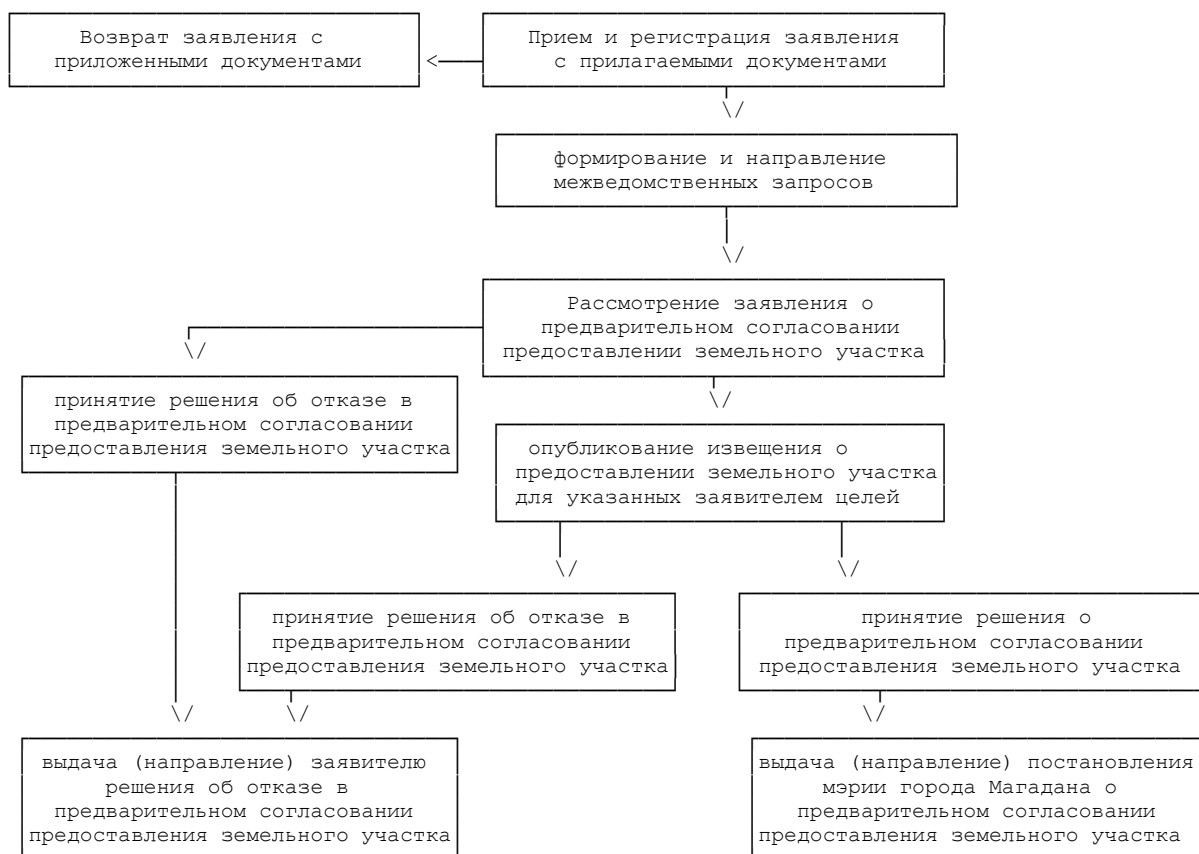 Возврат заявления с
приложенными документами
Прием и регистрация заявления
с прилагаемыми документами
формирование и направление
межведомственных запросов
Рассмотрение заявления о
предварительном согласовании
предоставлении земельного участка
принятие решения об отказе в
предварительном согласовании
предоставления земельного участка
опубликование извещения о
предоставлении земельного участка
для указанных заявителем целей
принятие решения об отказе в
предварительном согласовании
предоставления земельного участка
принятие решения о
предварительном согласовании
предоставления земельного участка
выдача (направление) заявителю
решения об отказе в
предварительном согласовании
предоставления земельного участка
выдача (направление) постановления
мэрии города Магадана о
предварительном согласовании
предоставления земельного участка